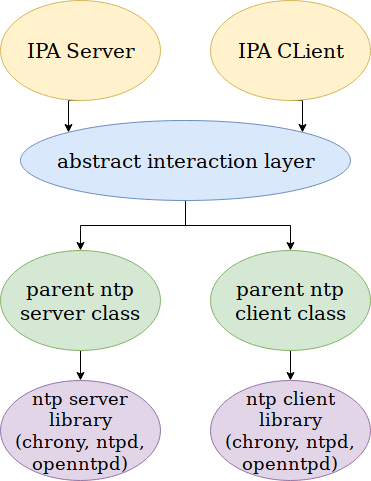 IPA Server
IPA CLient
abstract interaction layer
parent ntp
server class
parent ntp
client class
ntp server
library
(chrony, ntpd,
openntpd)
ntp client
library
(chrony, ntpd,
openntpd)